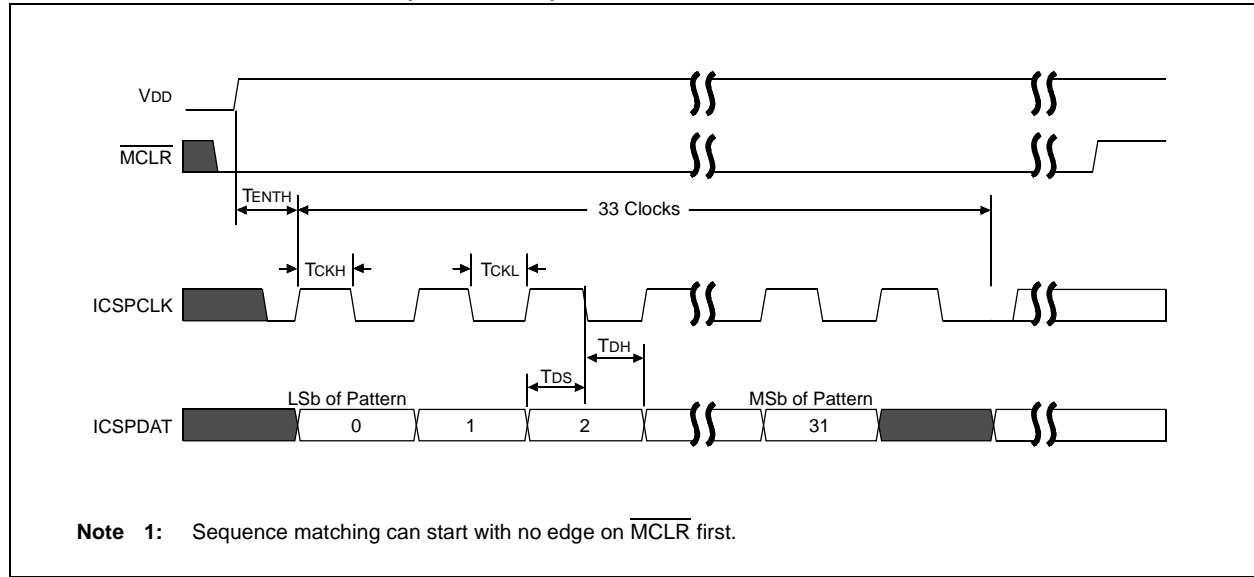 VDD
MCLR
TENTH
33 Clocks
TCKH
TCKL
ICSPCLK
TDH
TDS
LSb of Pattern
MSb of Pattern
ICSPDAT
0
1
2
31
Note 1: Sequence matching can start with no edge on MCLR first.